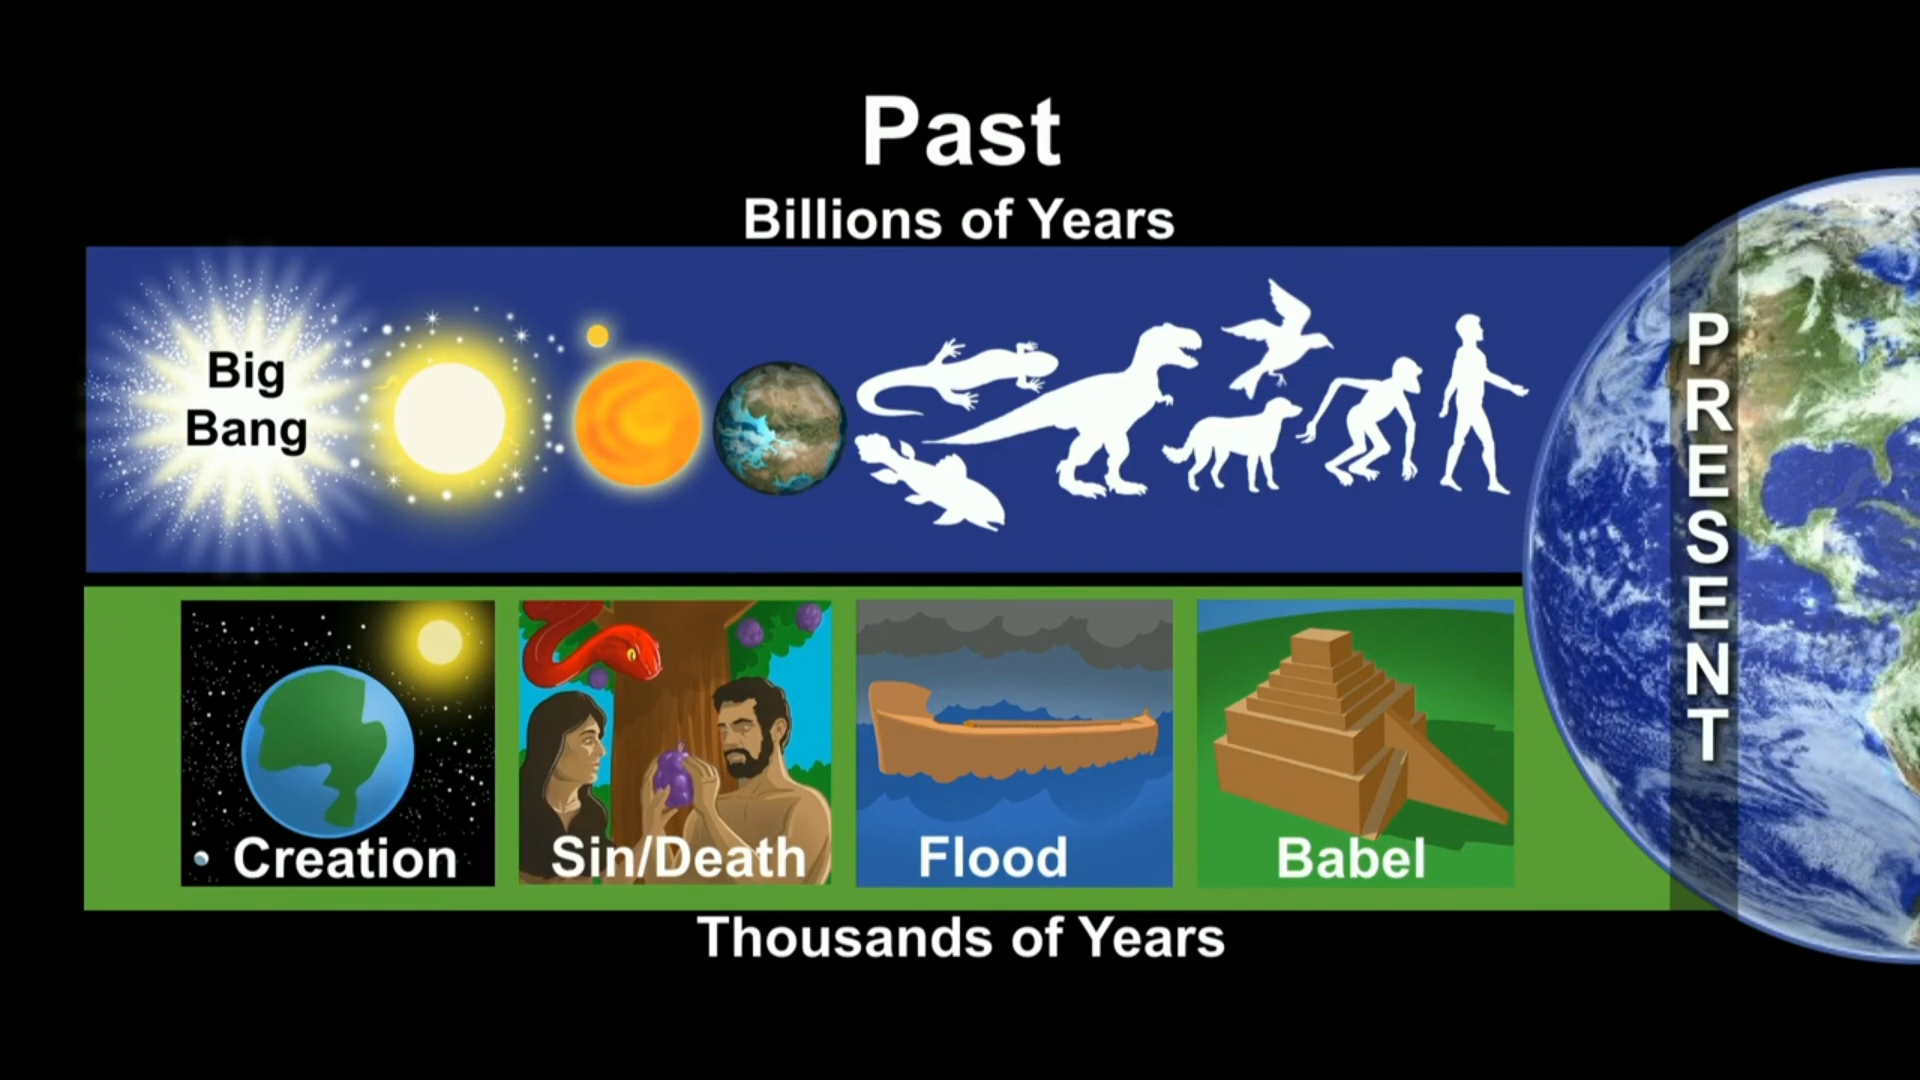 Past
Billions of Years
Big
Bang
PRESENT
Creation
Sin/Death
Flood
Babel
Thousands of Years